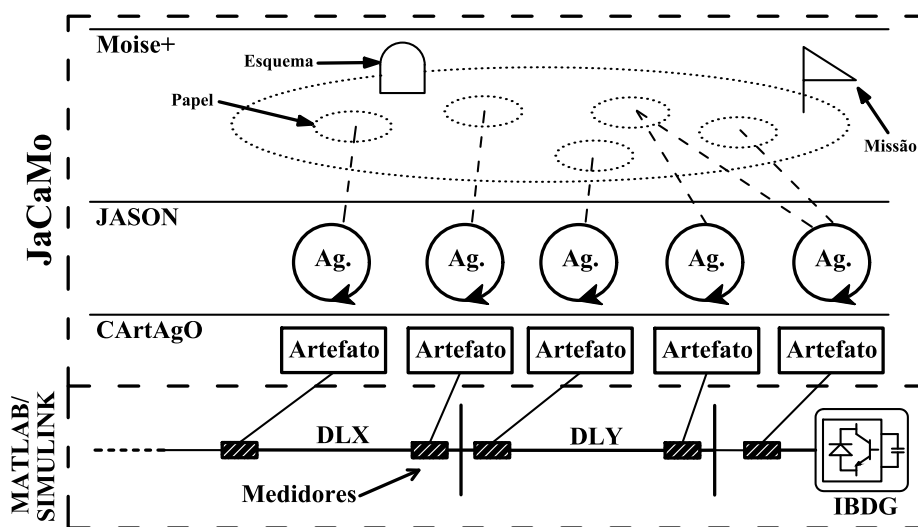 JaCaMo
Moise+
Esquema
Papel
Missão
JASON
Ag.
Ag.
Ag.
Ag.
Ag.
CArtAgO
Artefato
Artefato
Artefato
Artefato
Artefato
MATLAB/
SIMULINK
DLX
DLY
Medidores
IBDG